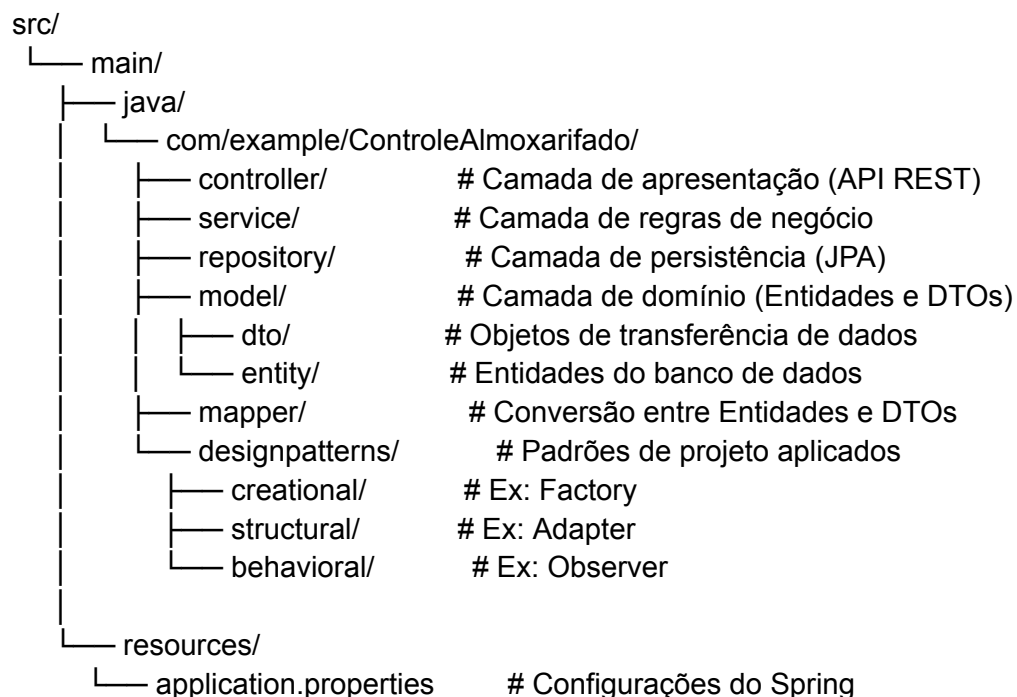 src/
└── main/
├── java/
│ └── com/example/ControleAlmoxarifado/
│ ├── controller/ # Camada de apresentação (API REST)
│ ├── service/ # Camada de regras de negócio
│ ├── repository/ # Camada de persistência (JPA)
│ ├── model/ # Camada de domínio (Entidades e DTOs)
│ │ ├── dto/ # Objetos de transferência de dados
│ │ └── entity/ # Entidades do banco de dados
│ ├── mapper/ # Conversão entre Entidades e DTOs
│ └── designpatterns/ # Padrões de projeto aplicados
│ ├── creational/ # Ex: Factory
│ ├── structural/ # Ex: Adapter
│ └── behavioral/ # Ex: Observer
│
└── resources/
└── application.properties # Configurações do Spring